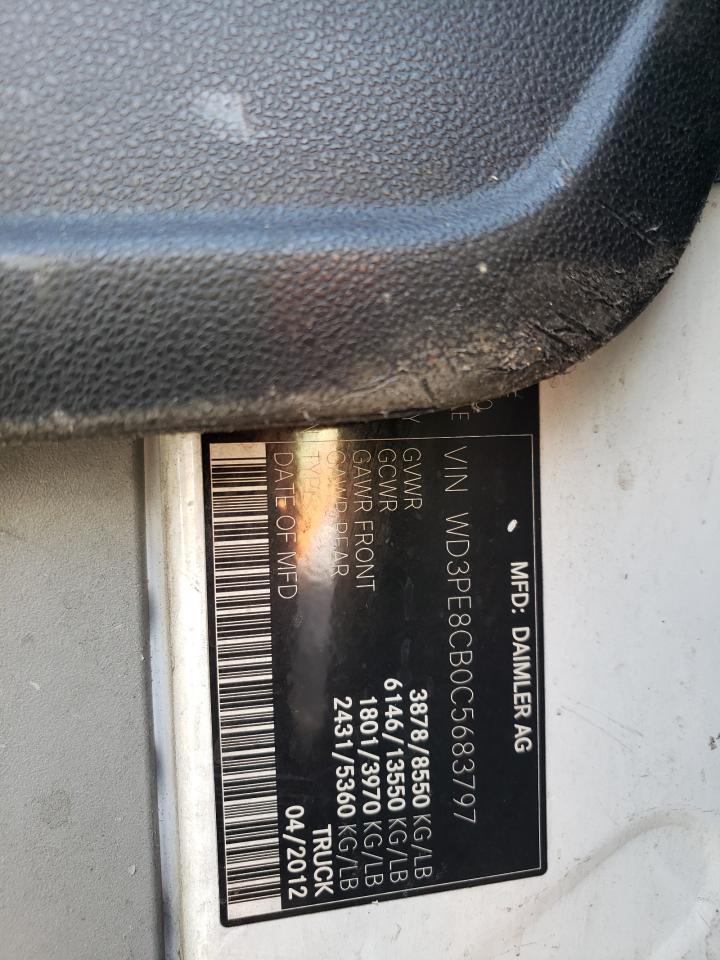 MFD: DAIMLER AG
VIN WD3PE8CB0C5683797
GVWR 3878/8550 KG/LB
GCWR 6146/13550 KG/LB
GAWR FRONT 1801/3970 KG/LB
GAWR REAR 2431/5360 KG/LB
TYPE TRUCK
DATE OF MFD 04/2012